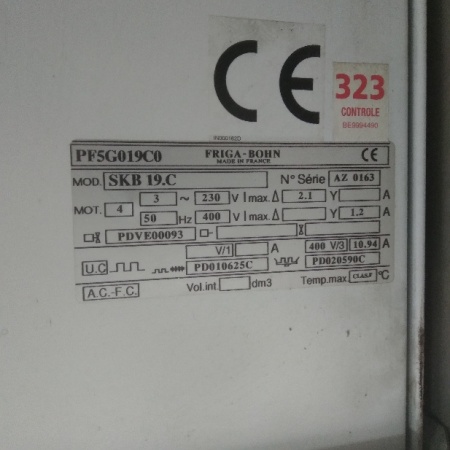 CE
323
CONTROLE
PF5G019C0 FRIGA-BOHN CE
MADE IN FRANCE
MOD. SKB 19.C N° Série AZ 0163
MOT. 4 3 ~ 230 V I max. Δ 2.1 Y A
50 Hz 400 V I max. Δ Y 1.2 A
PDVE00093
V/1 A 400 V/3 10.94 A
U.C PD010625C PD020590C
A.C.-F.C. Vol.int. dm3 Temp.max. °C